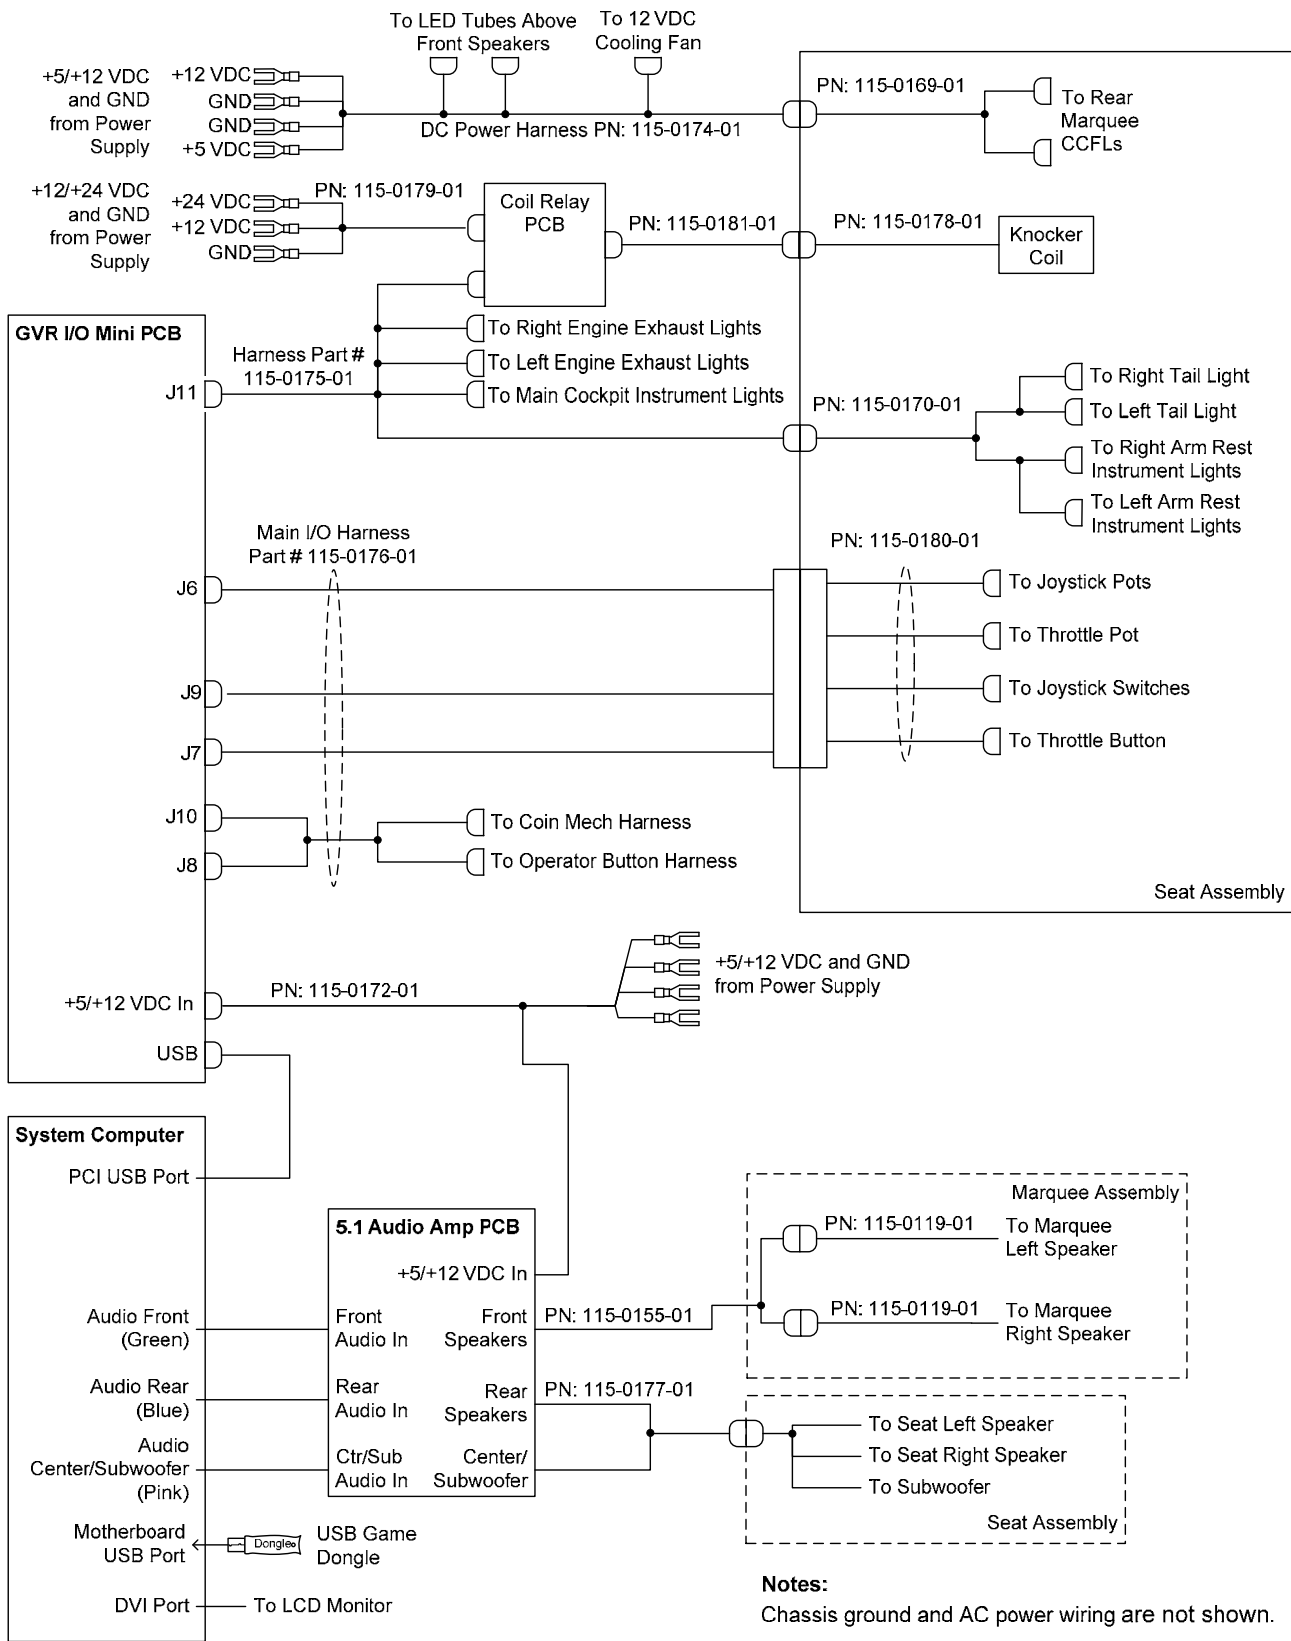 To LED Tubes Above
Front Speakers
To 12 VDC
Cooling Fan
+5/+12 VDC
and GND
from Power
Supply
+12 VDC
GND
GND
+5 VDC
DC Power Harness PN: 115-0174-01
PN: 115-0169-01
To Rear
Marquee
CCFLs
+12/+24 VDC
and GND
from Power
Supply
+24 VDC
+12 VDC
GND
PN: 115-0179-01
Coil Relay
PCB
PN: 115-0181-01
PN: 115-0178-01
Knocker
Coil
GVR I/O Mini PCB
Harness Part #
115-0175-01
J11
To Right Engine Exhaust Lights
To Left Engine Exhaust Lights
To Main Cockpit Instrument Lights
PN: 115-0170-01
To Right Tail Light
To Left Tail Light
To Right Arm Rest
Instrument Lights
To Left Arm Rest
Instrument Lights
Main I/O Harness
Part # 115-0176-01
PN: 115-0180-01
J6
To Joystick Pots
To Throttle Pot
J9
To Joystick Switches
J7
To Throttle Button
J10
To Coin Mech Harness
J8
To Operator Button Harness
Seat Assembly
+5/+12 VDC In
PN: 115-0172-01
+5/+12 VDC and GND
from Power Supply
USB
System Computer
PCI USB Port
5.1 Audio Amp PCB
+5/+12 VDC In
Marquee Assembly
PN: 115-0119-01
To Marquee
Left Speaker
Audio Front
(Green)
Front
Audio In
Front
Speakers
PN: 115-0155-01
PN: 115-0119-01
To Marquee
Right Speaker
Audio Rear
(Blue)
Rear
Audio In
Rear
Speakers
PN: 115-0177-01
Audio
Center/Subwoofer
(Pink)
Ctr/Sub
Audio In
Center/
Subwoofer
To Seat Left Speaker
To Seat Right Speaker
To Subwoofer
Seat Assembly
Motherboard
USB Port
Dongle
USB Game
Dongle
DVI Port
To LCD Monitor
Notes:
Chassis ground and AC power wiring are not shown.